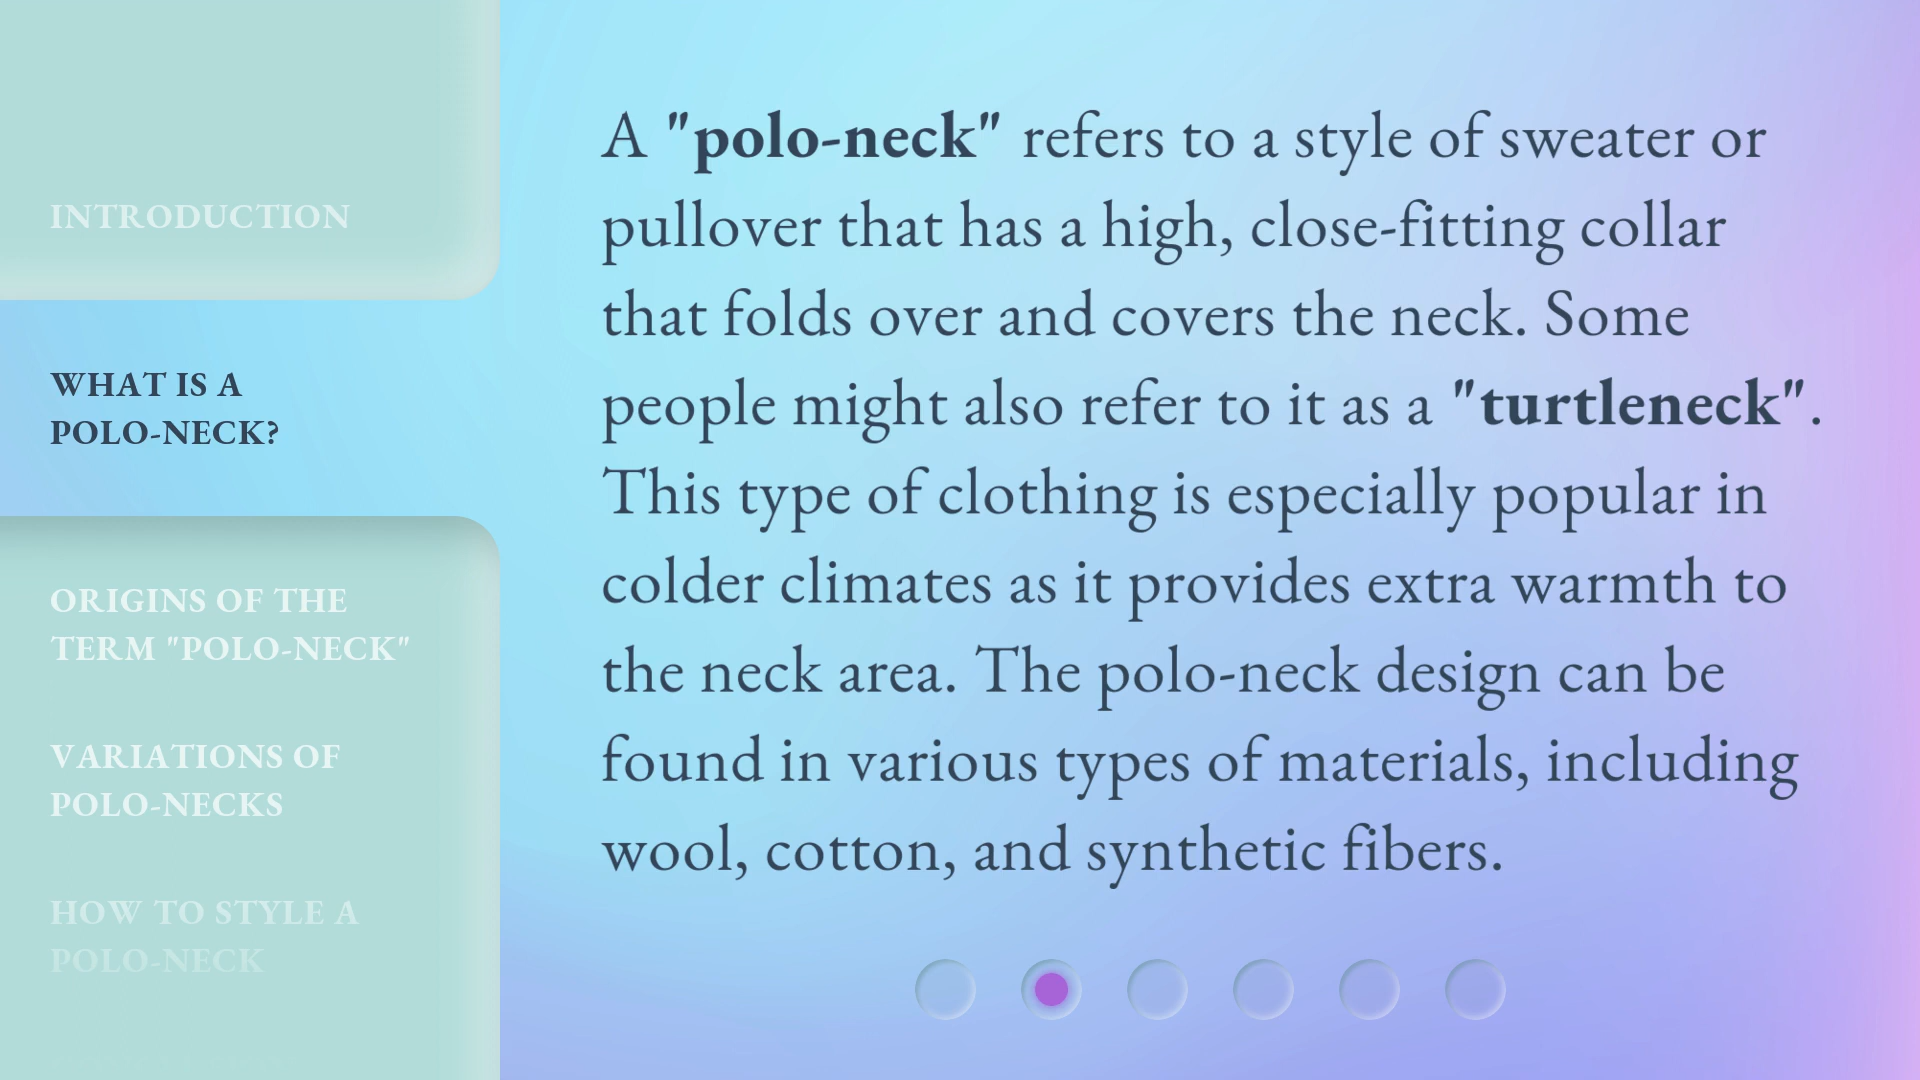 INTRODUCTION
WHAT IS A
POLO-NECK?
ORIGINS OF THE
TERM "POLO-NECK"
VARIATIONS OF
POLO-NECKS
HOW TO STYLE A
POLO-NECK
A "polo-neck" refers to a style of sweater or
pullover that has a high, close-fitting collar
that folds over and covers the neck. Some
people might also refer to it as a "turtleneck".
This type of clothing is especially popular in
colder climates as it provides extra warmth to
the neck area. The polo-neck design can be
found in various types of materials, including
wool, cotton, and synthetic fibers.